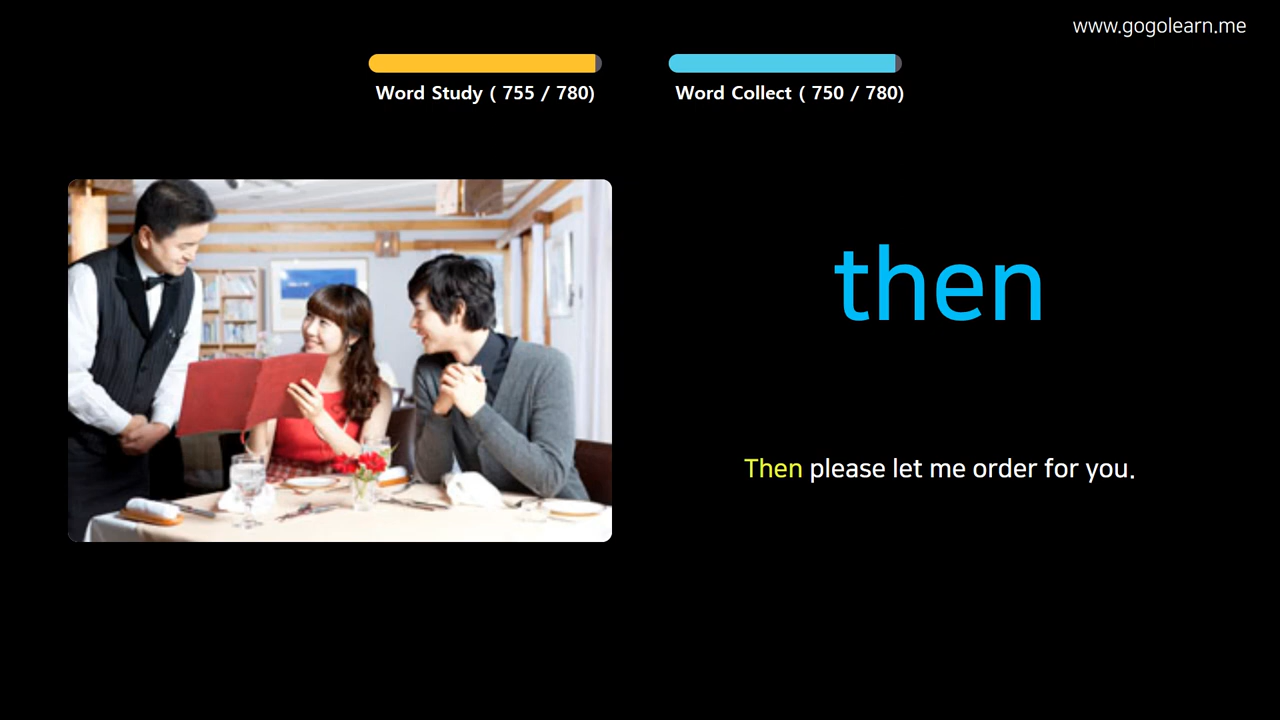 www.gogolearn.me
Word Study ( 755 / 780)
Word Collect ( 750 / 780)
then
Then please let me order for you.